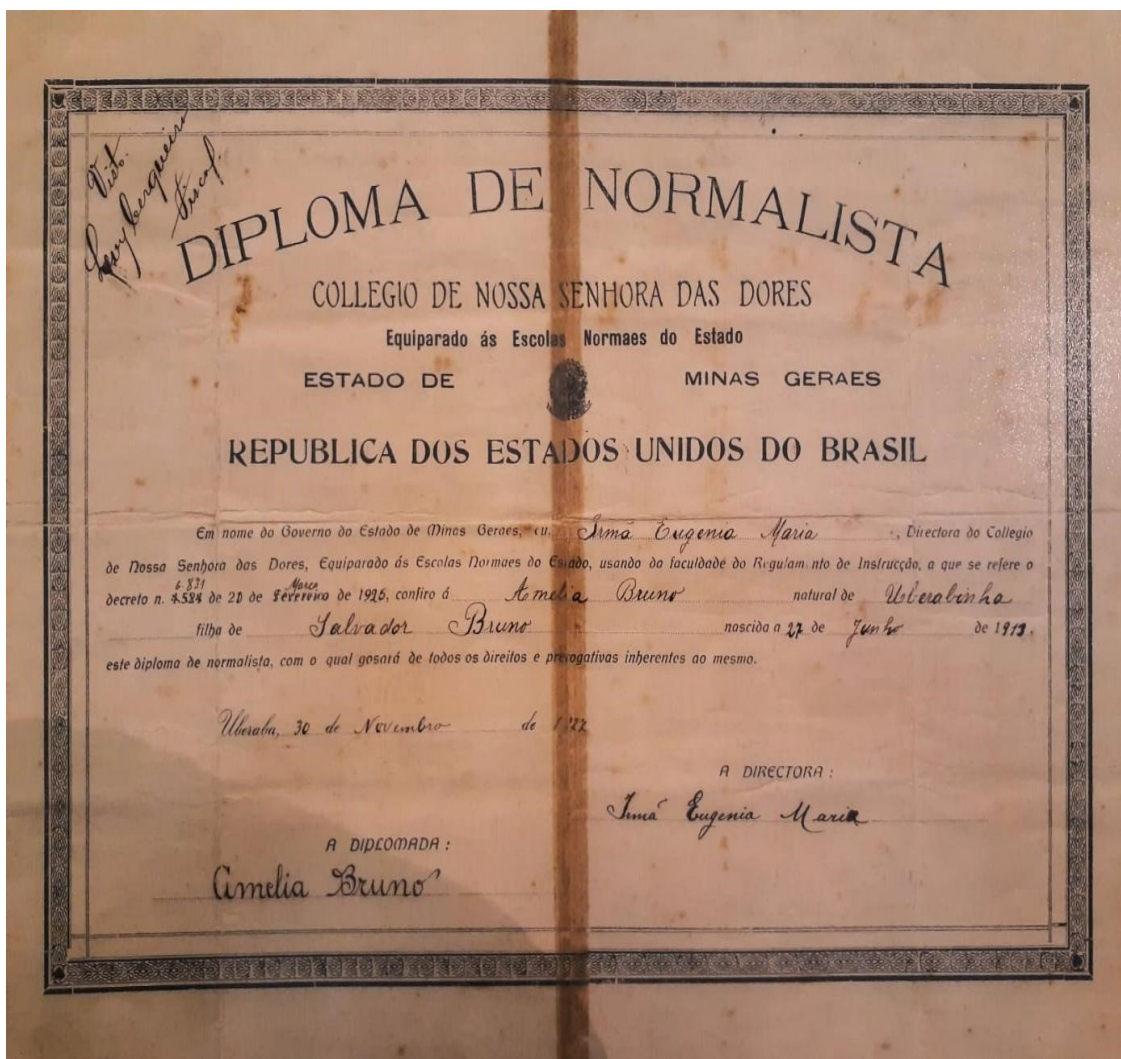 Visto.
Cerqueira
Fiscal.
DIPLOMA DE NORMALISTA
COLLEGIO DE NOSSA SENHORA DAS DORES
Equiparado ás Escolas Normaes do Estado
ESTADO DE MINAS GERAES
REPUBLICA DOS ESTADOS UNIDOS DO BRASIL
Em nome do Governo do Estado de Minas Geraes, eu, Irmã Eugenia Maria, Directora do Collegio
de Nossa Senhora das Dores, Equiparado ás Escolas Normaes do Estado, usando da faculdade do Regulamento de Instrucção, a que se refere o
6.831 Março
decreto n. 4.524 de 20 de Fevereiro de 1926, confiro á Amelia Bruno natural de Uberabinha
filha de Salvador Bruno nascida a 27 de Junho de 1913.
este diploma de normalista, com o qual gosará de todos os direitos e prerogativas inherentes ao mesmo.
Uberaba, 30 de Novembro de
A DIRECTORA:
Irmã Eugenia Maria
A DIPLOMADA:
Amelia Bruno